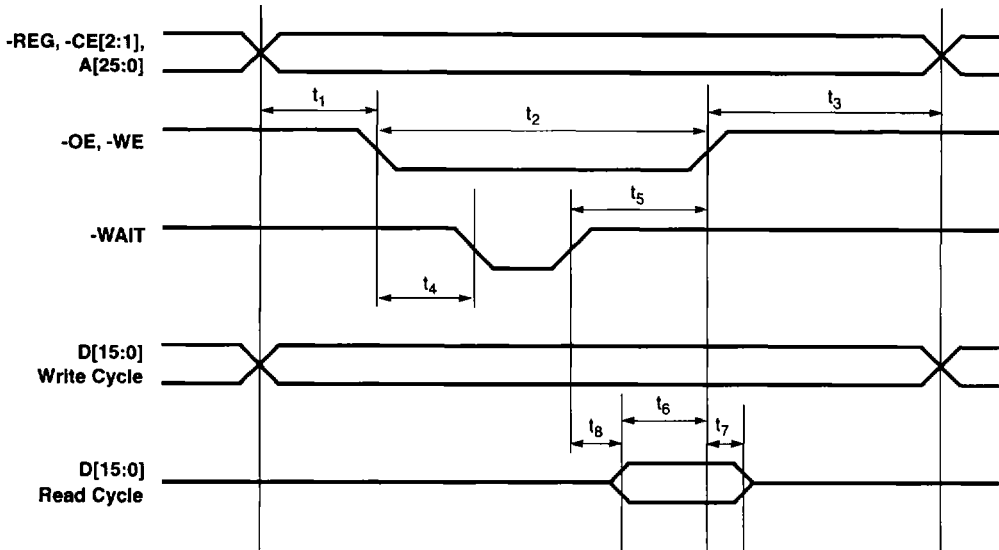 -REG, -CE[2:1],
A[25:0]
t1
t2
t3
-OE, -WE
t5
-WAIT
t4
D[15:0]
Write Cycle
t6
t8
t7
D[15:0]
Read Cycle